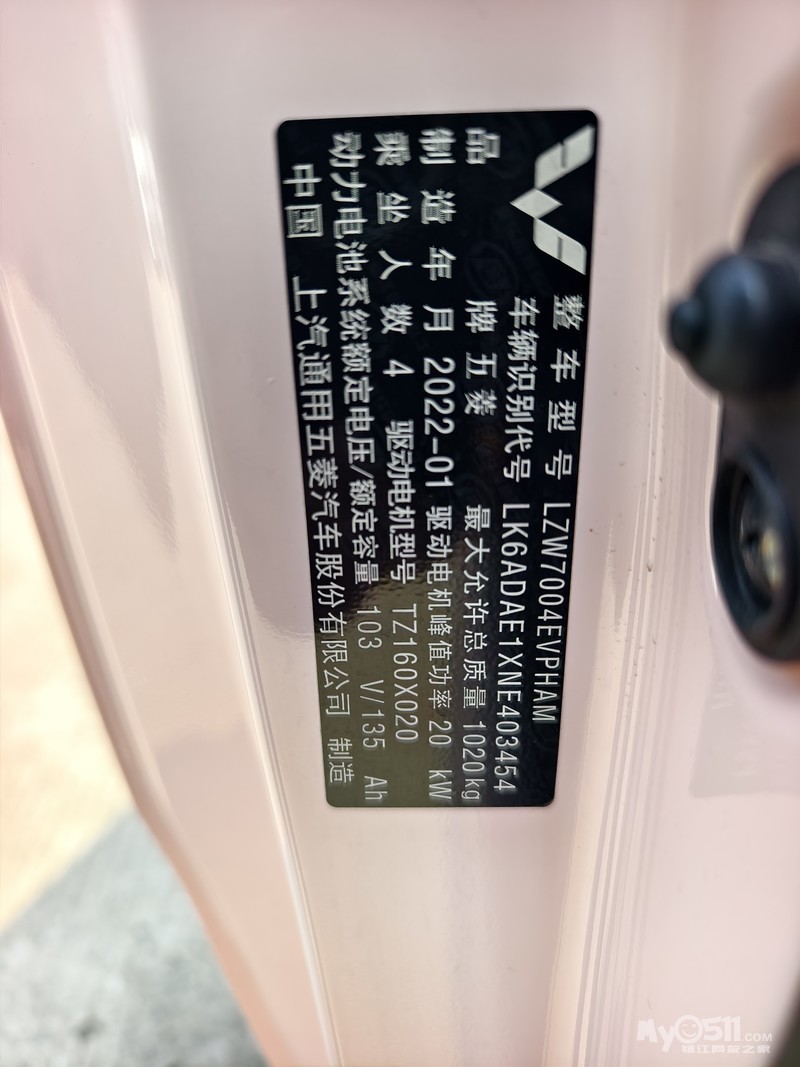 整车型号 LZW7004EVPHAM
车辆识别代号 LK6ADAE1XNE403454
品牌 五菱 最大允许总质量 1020kg
制造年月 2022-01 驱动电机峰值功率 20 kW
乘坐人数 4 驱动电机型号 TZ160X020
动力电池系统额定电压/额定容量 103 V/135 Ah
中国 上汽通用五菱汽车股份有限公司 制造
My0511.COM
镇江网友之家